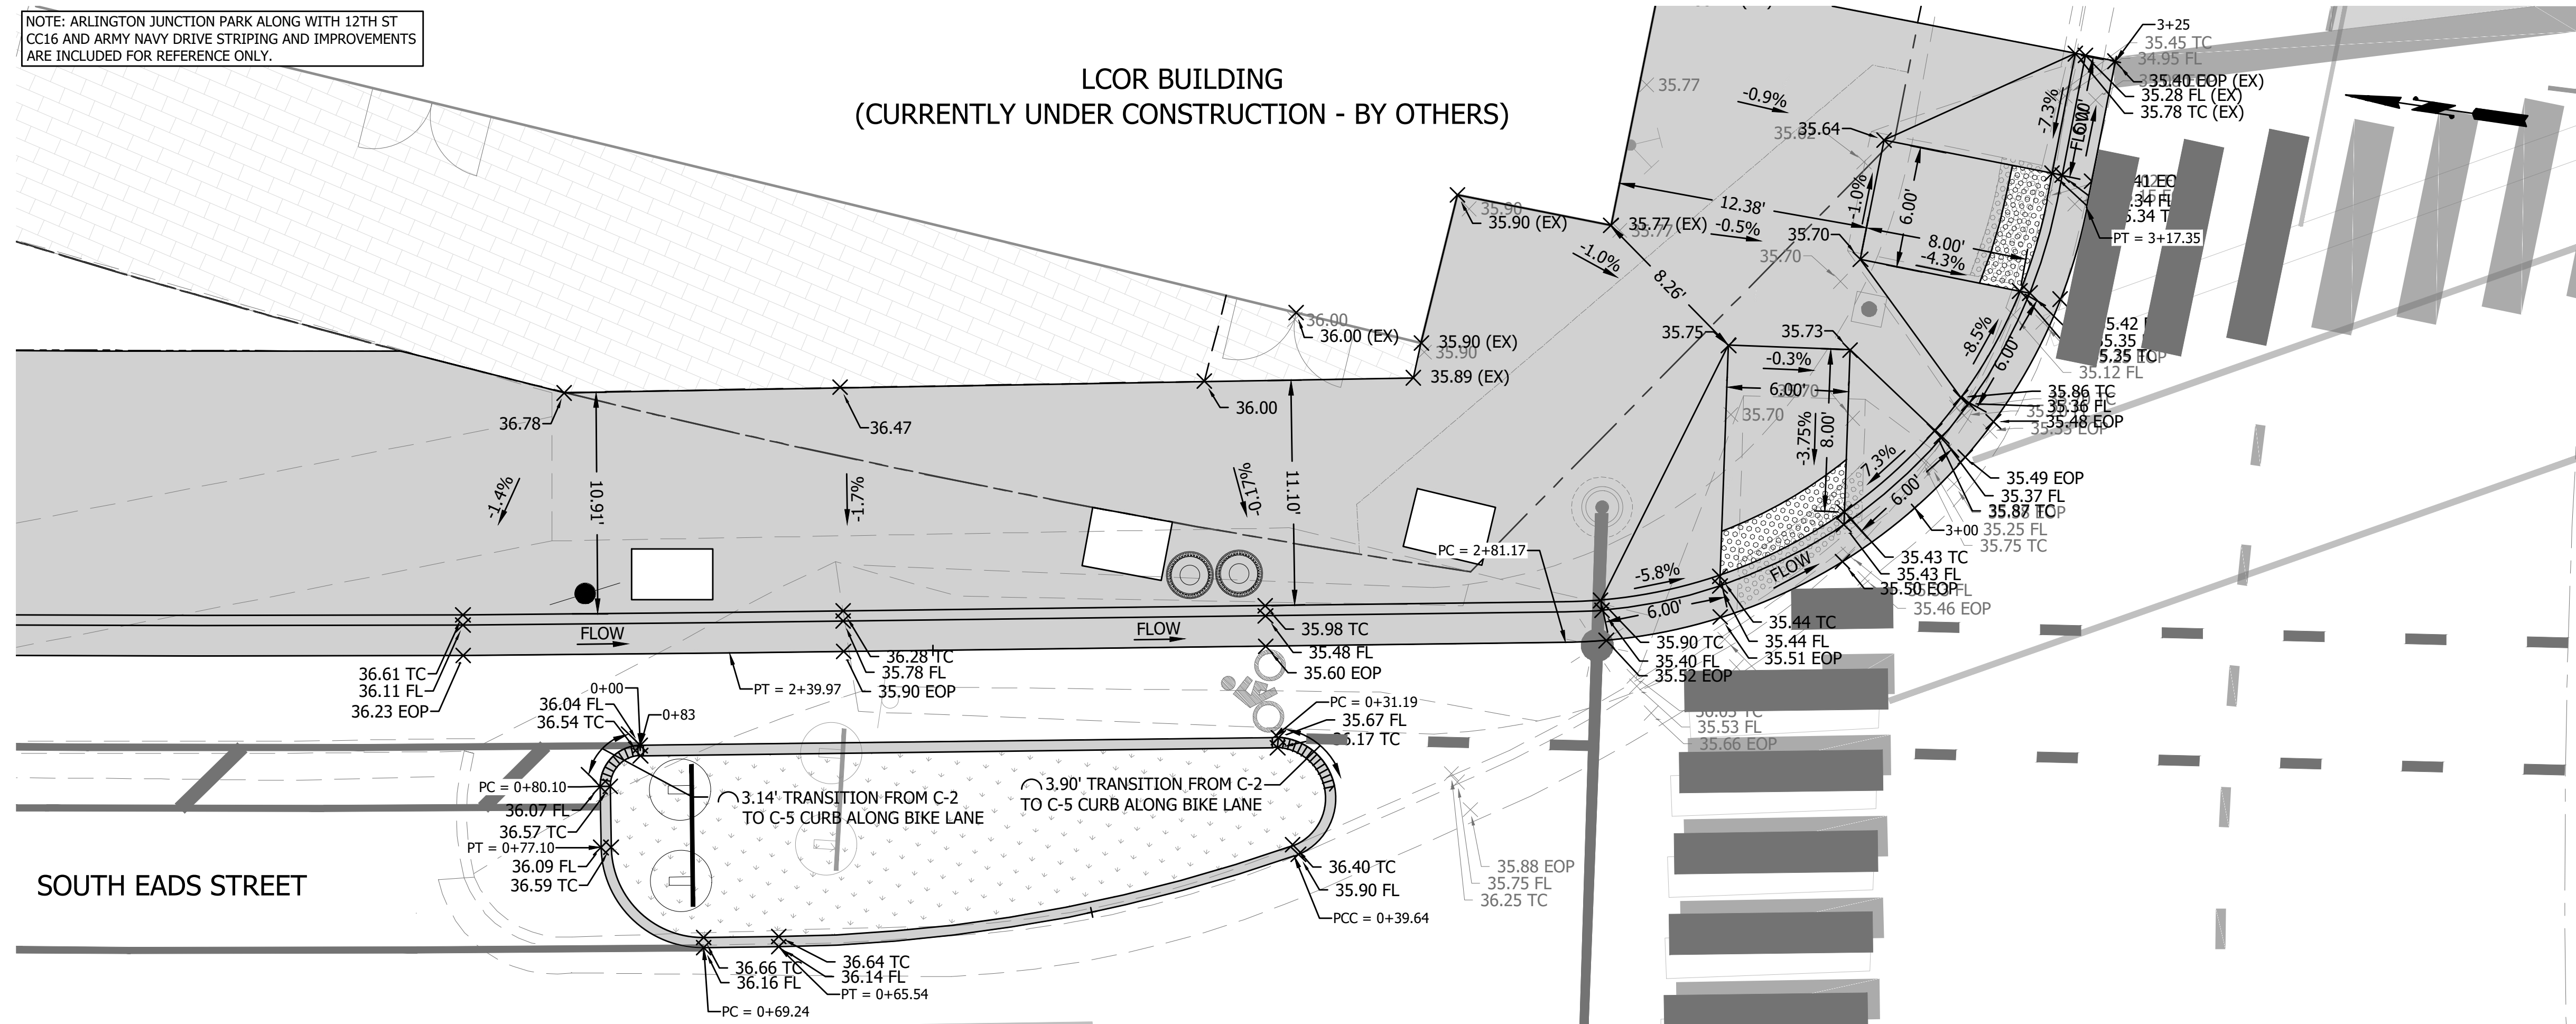 NOTE: ARLINGTON JUNCTION PARK ALONG WITH 12TH ST
CC16 AND ARMY NAVY DRIVE STRIPING AND IMPROVEMENTS
ARE INCLUDED FOR REFERENCE ONLY.
LCOR BUILDING
(CURRENTLY UNDER CONSTRUCTION - BY OTHERS)
3+25
35.45 TC
34.95 FL
35.40 EOP (EX)
35.28 FL (EX)
35.78 TC (EX)
35.77
-0.9%
35.64
35.62
-7.3%
6.00'
FLOW
-1.0%
6.00'
12.38'
-0.5%
35.70
35.70
8.00'
-4.3%
PT = 3+17.35
35.90
35.90 (EX)
35.77 (EX)
35.77
-1.0%
8.26'
36.00
36.00 (EX)
35.90 (EX)
35.90
35.89 (EX)
35.75
35.73
-0.3%
6.00'
35.70
-3.75%
8.00'
-8.5%
6.00'
35.35 TC
35.12 FL
35.86 TC
35.36 FL
35.48 EOP
7.3%
6.00'
35.49 EOP
35.37 FL
35.87 TC
3+00
35.25 FL
35.75 TC
35.43 TC
35.43 FL
35.50 EOP
35.46 EOP
36.78
36.47
36.00
10.91'
11.10'
-1.4%
-1.7%
-0.17%
PC = 2+81.17
-5.8%
6.00'
FLOW
35.44 TC
35.44 FL
35.51 EOP
35.90 TC
35.40 FL
35.52 EOP
36.03 TC
35.53 FL
35.66 EOP
FLOW
FLOW
35.98 TC
35.48 FL
35.60 EOP
36.28 TC
35.78 FL
35.90 EOP
PT = 2+39.97
36.61 TC
36.11 FL
36.23 EOP
0+00
36.04 FL
36.54 TC
0+83
PC = 0+31.19
35.67 FL
36.17 TC
PC = 0+80.10
36.07 FL
36.57 TC
PT = 0+77.10
36.09 FL
36.59 TC
3.14' TRANSITION FROM C-2
TO C-5 CURB ALONG BIKE LANE
3.90' TRANSITION FROM C-2
TO C-5 CURB ALONG BIKE LANE
36.40 TC
35.90 FL
PCC = 0+39.64
35.88 EOP
35.75 FL
36.25 TC
SOUTH EADS STREET
36.66 TC
36.16 FL
PC = 0+69.24
36.64 TC
36.14 FL
PT = 0+65.54